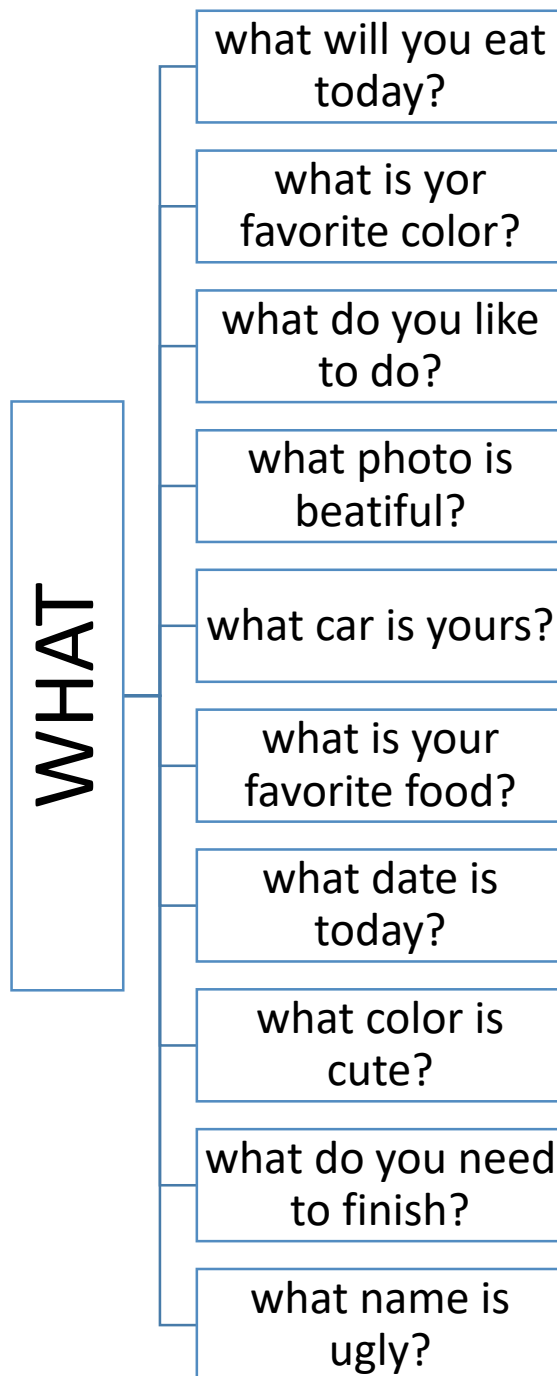 WHAT
what will you eat
today?
what is yor
favorite color?
what do you like
to do?
what photo is
beatiful?
what car is yours?
what is your
favorite food?
what date is
today?
what color is
cute?
what do you need
to finish?
what name is
ugly?